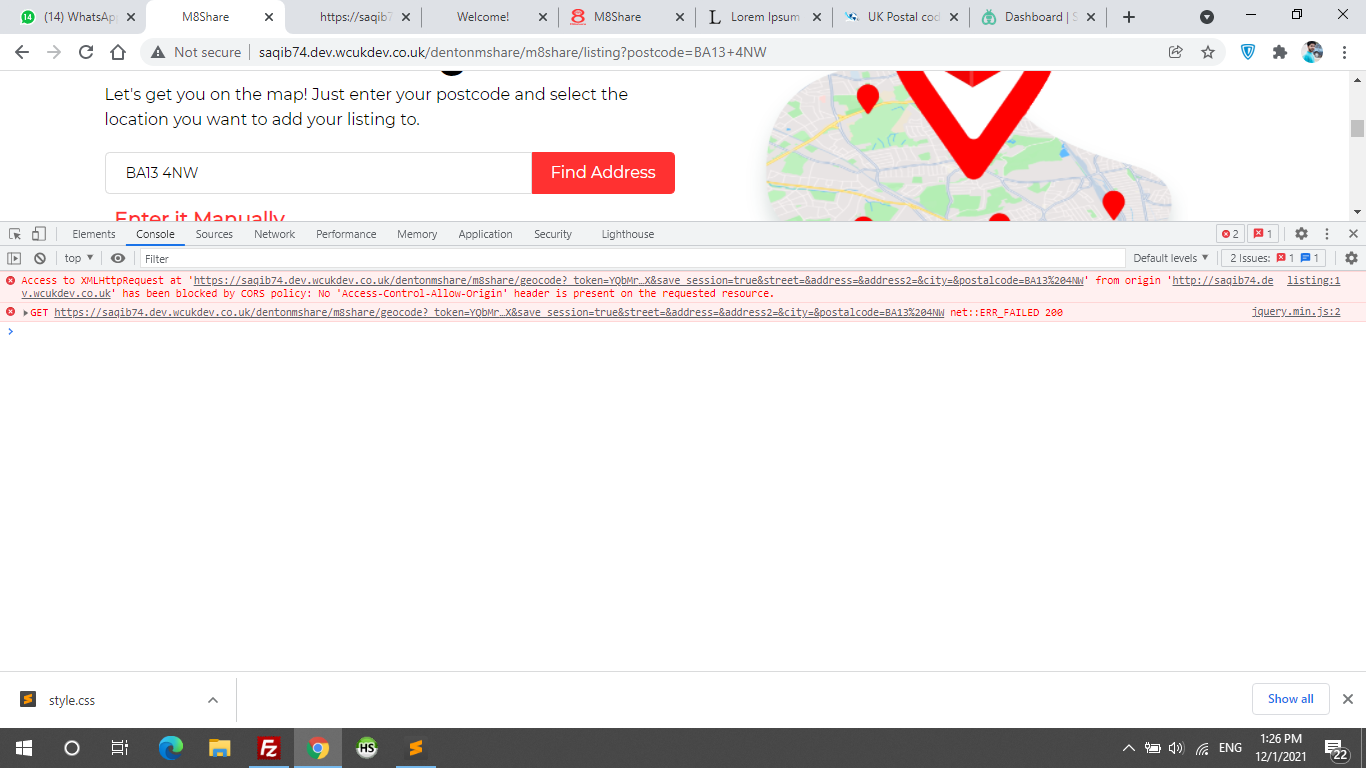 (14) WhatsAp
M8Share
https://saqib7
Welcome!
M8Share
Lorem Ipsum
UK Postal cod
Dashboard | S
Not secure
saqib74.dev.wcukdev.co.uk/dentonmshare/m8share/listing?postcode=BA13+4NW
Let's get you on the map! Just enter your postcode and select the
location you want to add your listing to.
BA13 4NW
Find Address
Enter it Manually
Elements Console Sources Network Performance Memory Application Security Lighthouse
2 1
top ▼
Filter
Default levels ▼
2 Issues: 1 1
Access to XMLHttpRequest at 'https://saqib74.dev.wcukdev.co.uk/dentonmshare/m8share/geocode?_token=YQbMr…X&save_session=true&street=&address=&address2=&city=&postalcode=BA13%204NW' from origin 'http://saqib74.de listing:1
v.wcukdev.co.uk' has been blocked by CORS policy: No 'Access-Control-Allow-Origin' header is present on the requested resource.
GET https://saqib74.dev.wcukdev.co.uk/dentonmshare/m8share/geocode?_token=YQbMr…X&save_session=true&street=&address=&address2=&city=&postalcode=BA13%204NW net::ERR_FAILED 200 jquery.min.js:2
style.css
Show all
HS
ENG
1:26 PM
12/1/2021
22